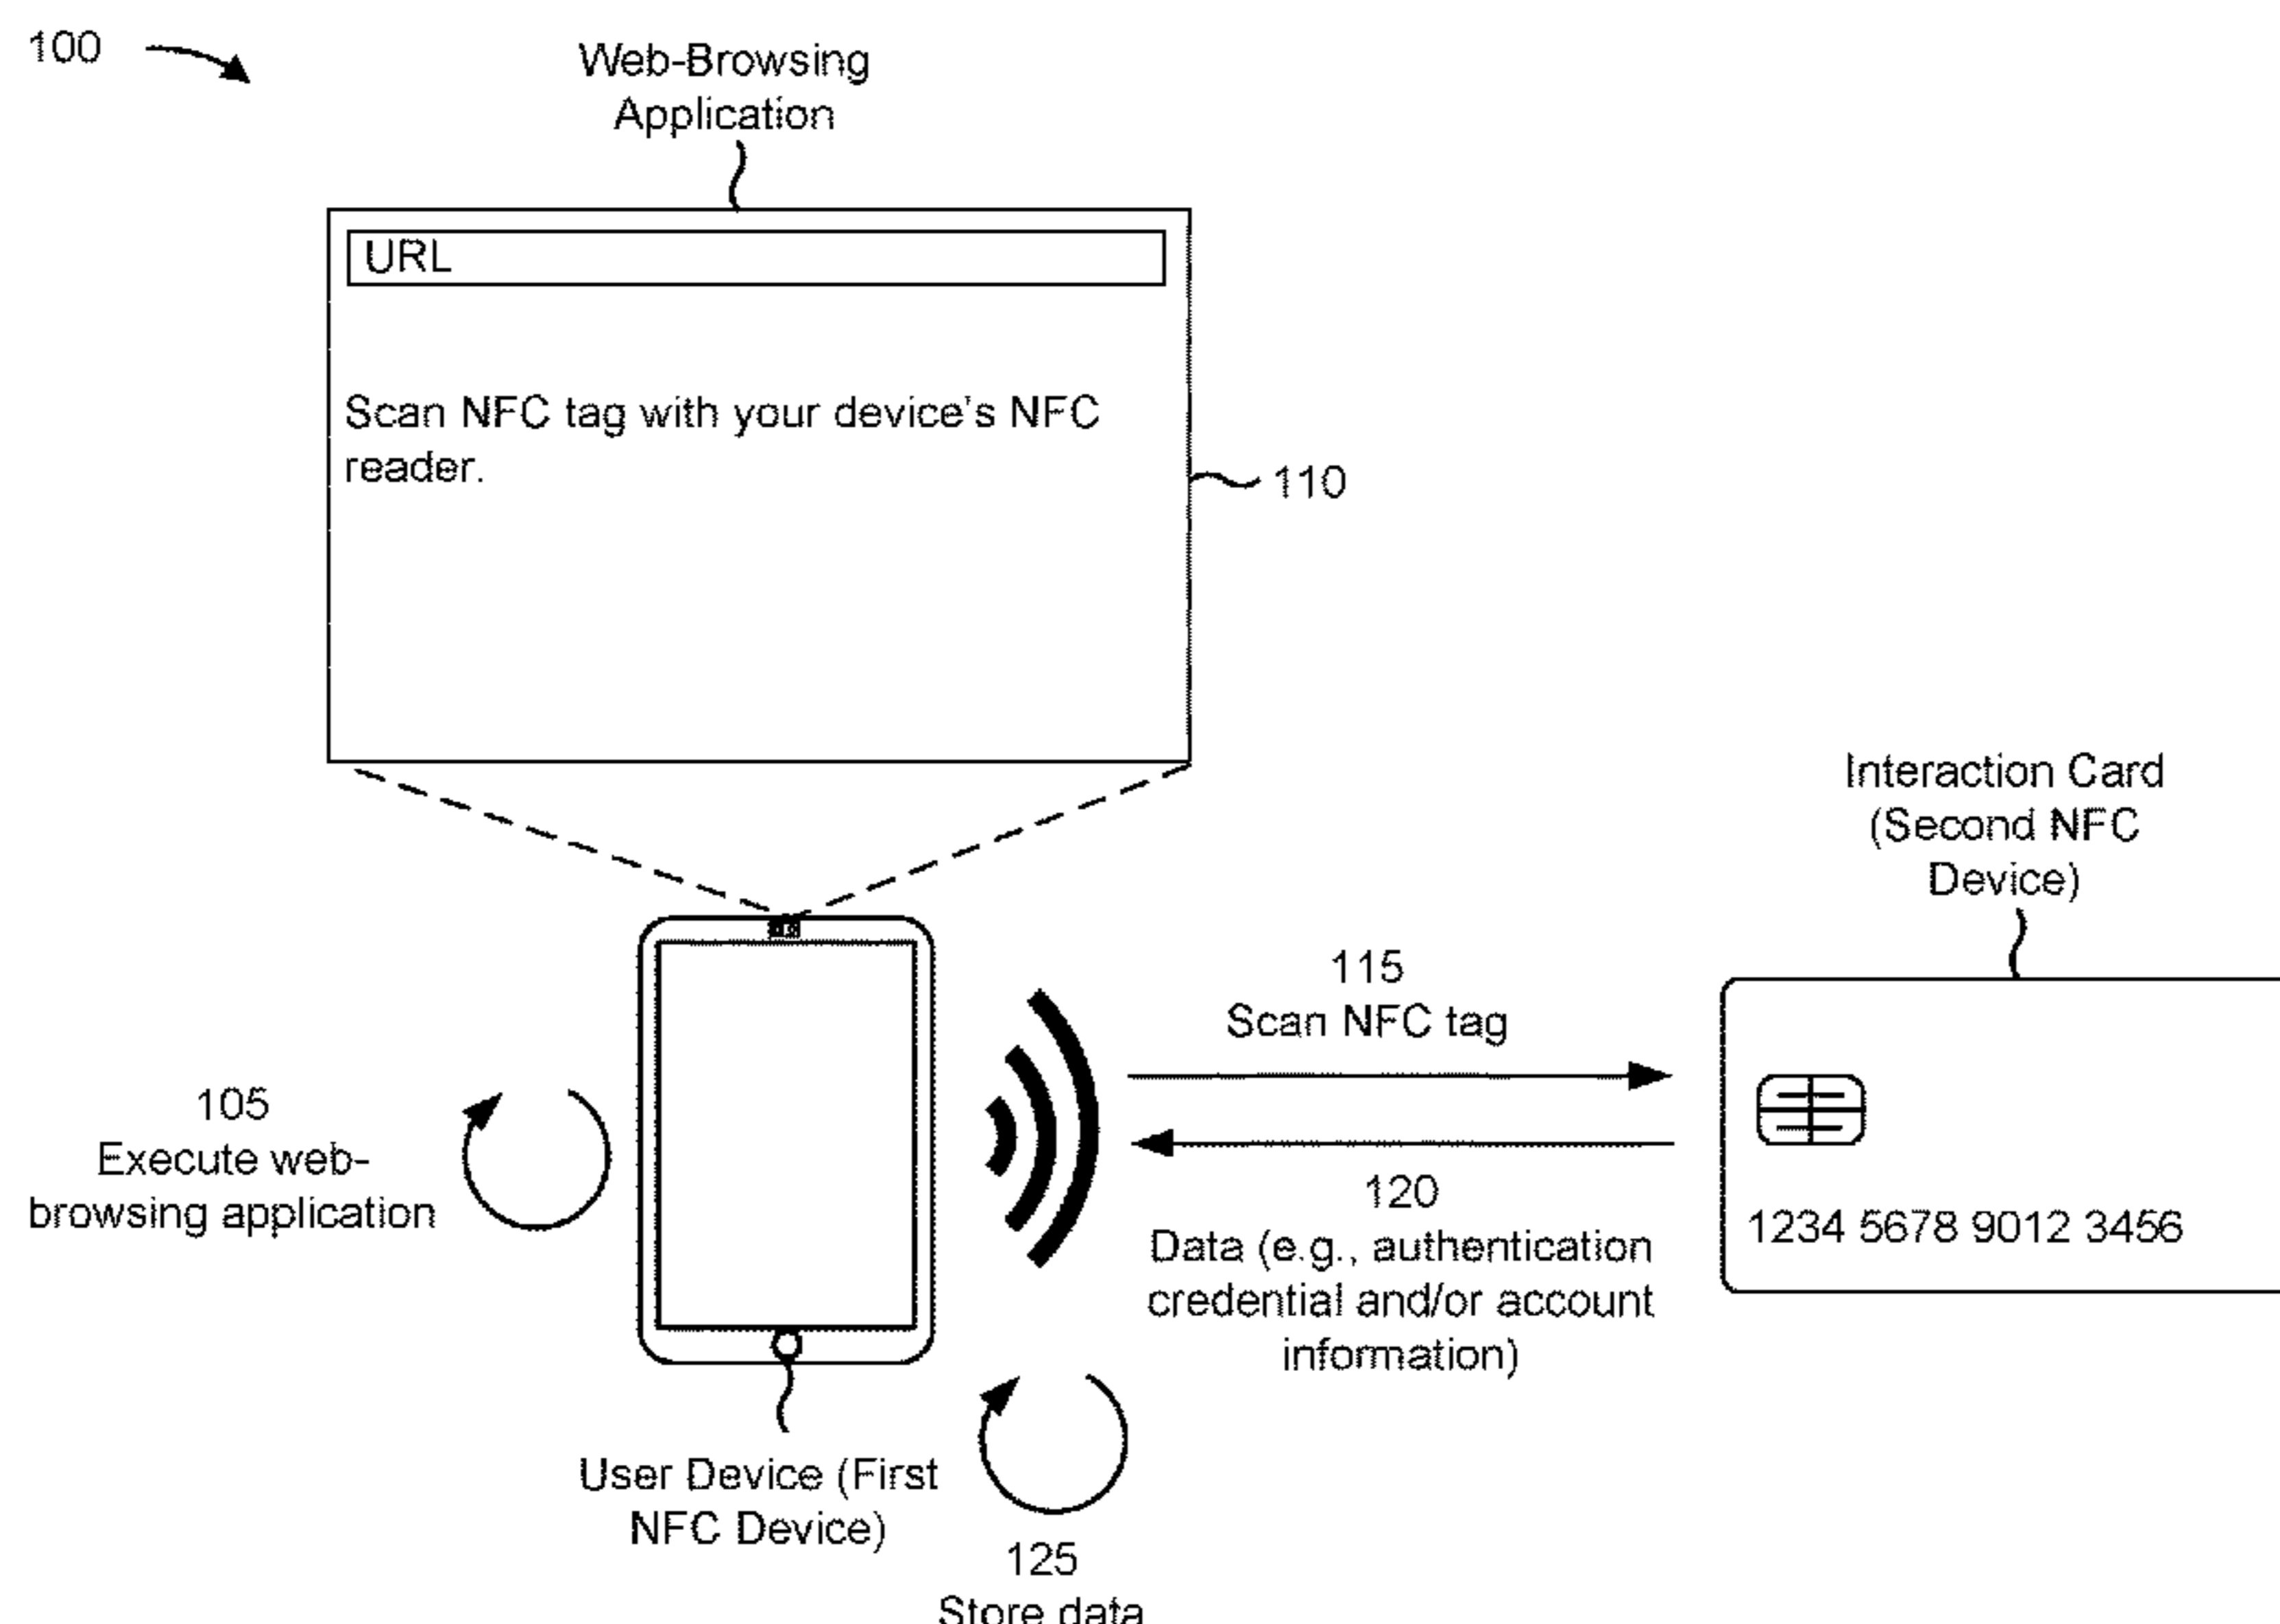 100
Web-Browsing
Application
URL
Scan NFC tag with your device's NFC
reader.
110
Interaction Card
(Second NFC
Device)
115
Scan NFC tag
105
Execute web-
browsing application
120
Data (e.g., authentication
credential and/or account
information)
1234 5678 9012 3456
User Device (First
NFC Device)
125
Store data